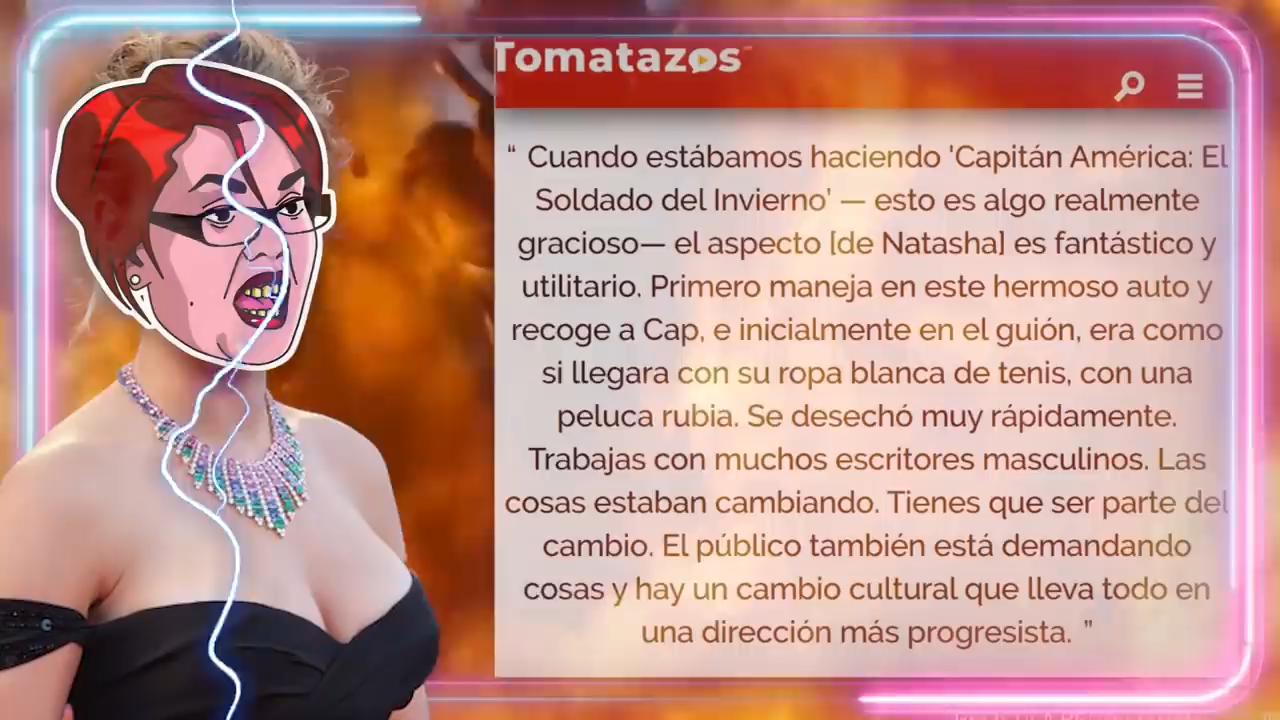 Tomatazos
“ Cuando estábamos haciendo 'Capitán América: El
Soldado del Invierno' — esto es algo realmente
gracioso— el aspecto [de Natasha] es fantástico y
utilitario. Primero maneja en este hermoso auto y
recoge a Cap, e inicialmente en el guión, era como
si llegara con su ropa blanca de tenis, con una
peluca rubia. Se desechó muy rápidamente.
Trabajas con muchos escritores masculinos. Las
cosas estaban cambiando. Tienes que ser parte del
cambio. El público también está demandando
cosas y hay un cambio cultural que lleva todo en
una dirección más progresista. ”